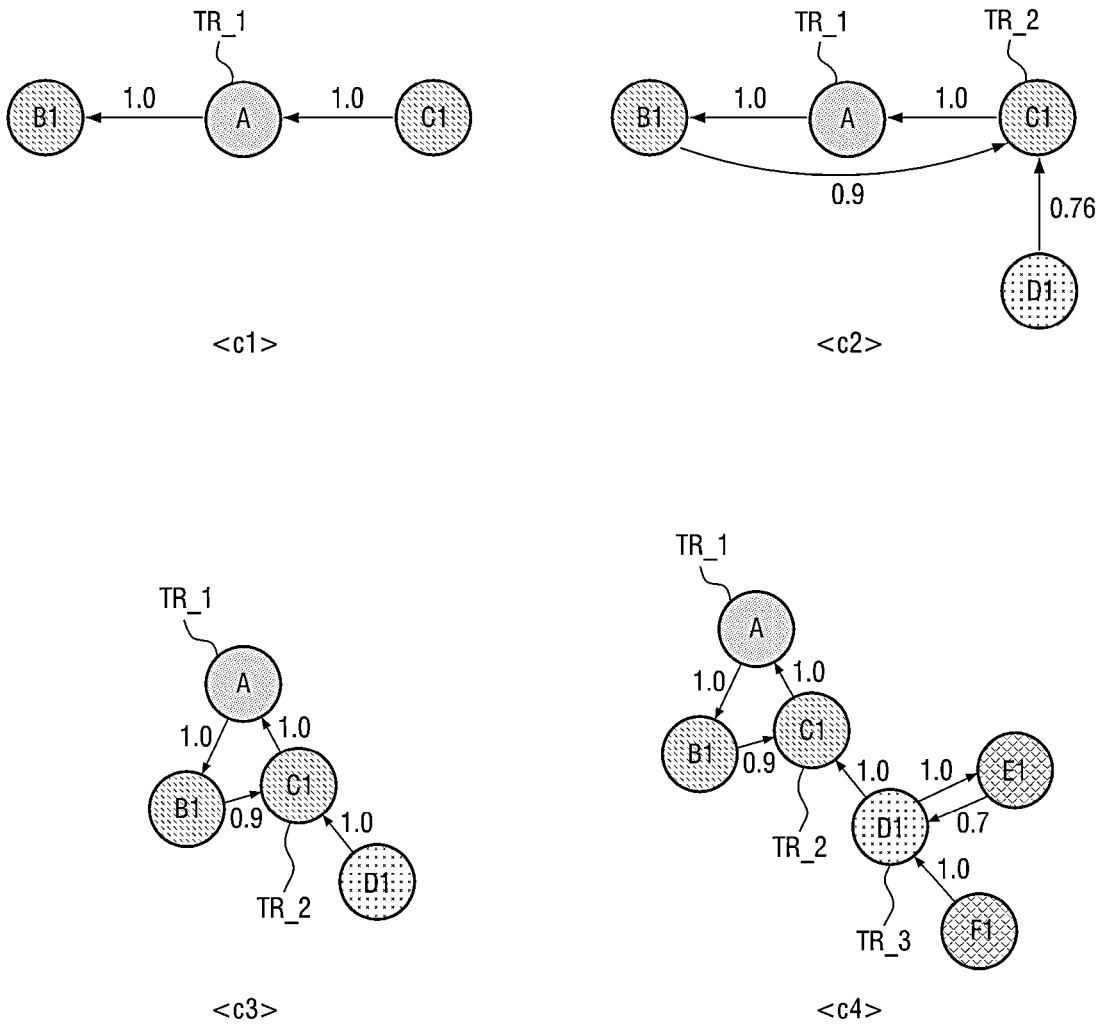 TR_1
B1 1.0 A 1.0 C1
<c1>
TR_1 TR_2
B1 1.0 A 1.0 C1
0.9
0.76
D1
<c2>
TR_1
A
1.0 1.0
B1 0.9 C1
1.0
TR_2 D1
<c3>
TR_1
A
1.0 1.0
B1 0.9 C1
1.0 1.0 E1
TR_2 D1 0.7
1.0
TR_3 F1
<c4>